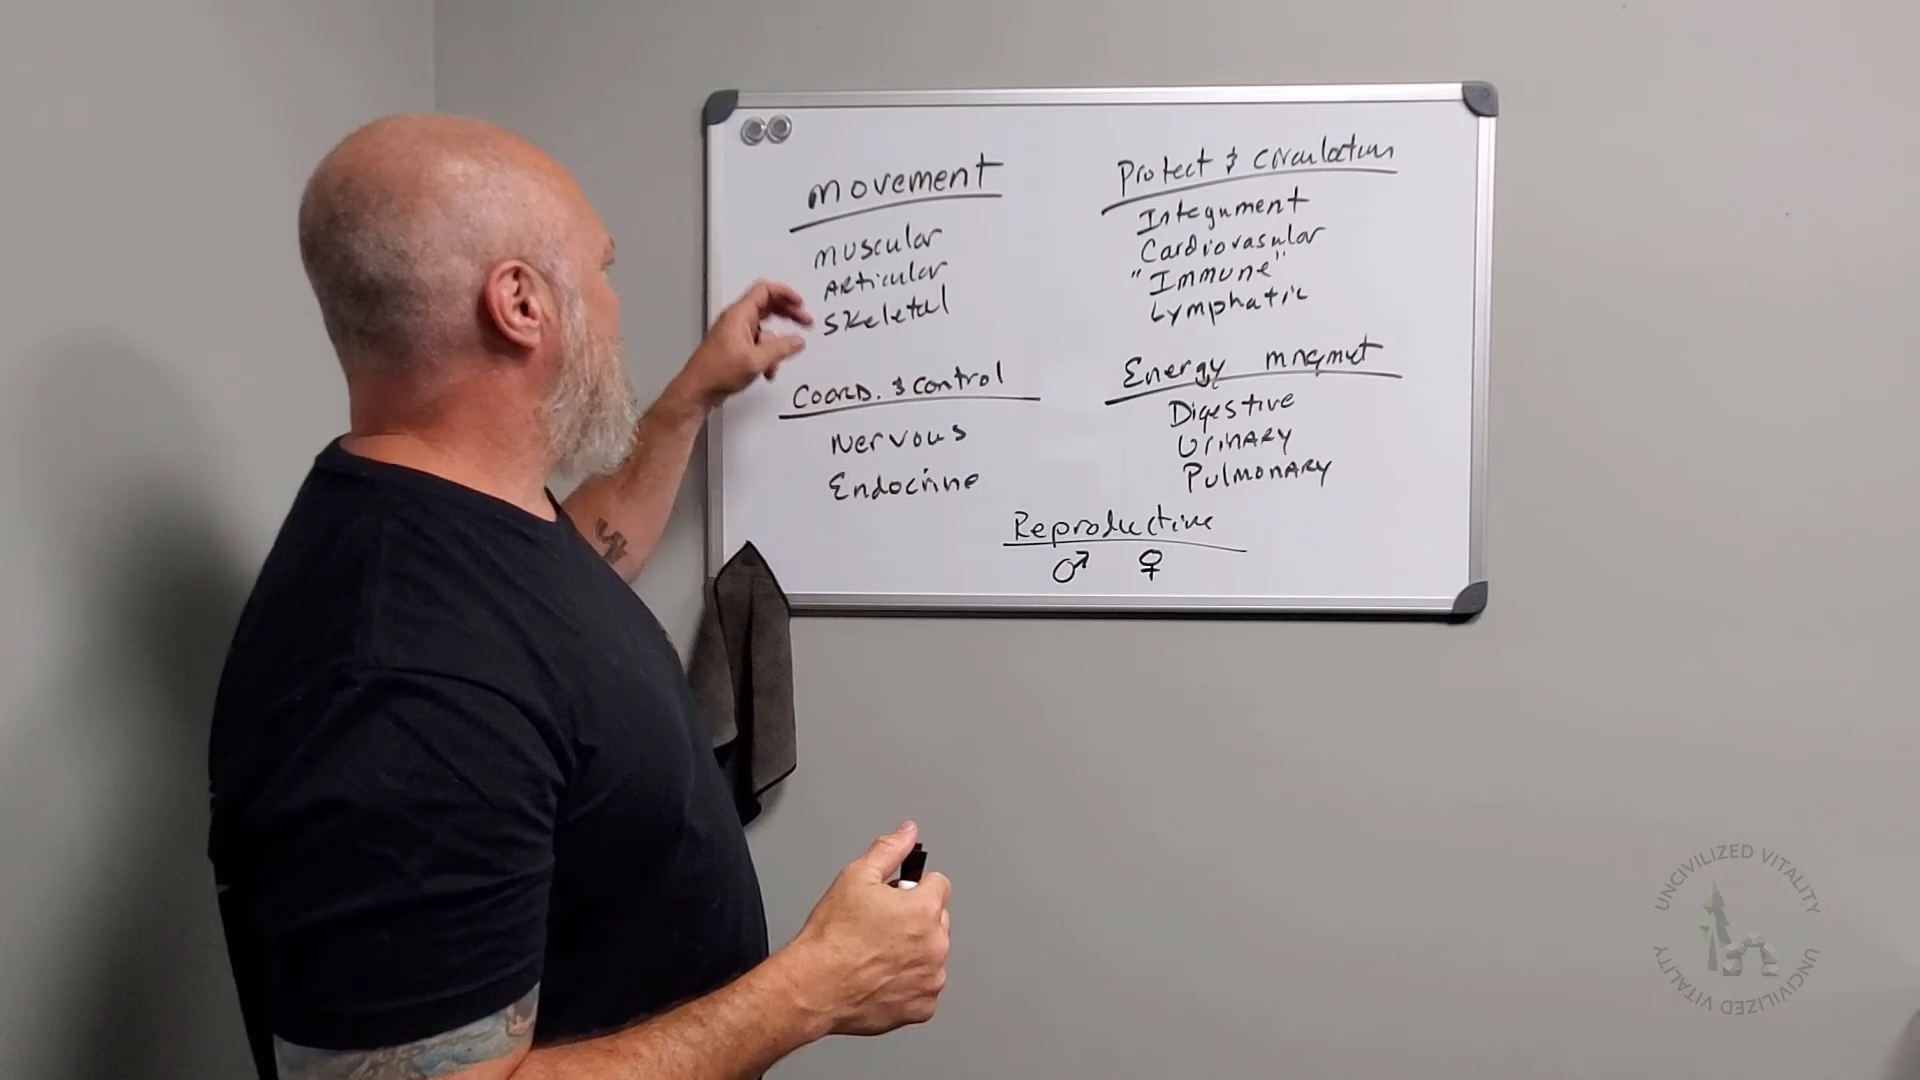 Movement
Muscular
Articular
Skeletal
Coord. & control
Nervous
Endocrine
Protect & circulation
Integument
Cardiovasular
"Immune"
Lymphatic
Energy mngmnt
Digestive
Urinary
Pulmonary
Reproductive
♂ ♀
UNCIVILIZED VITALITY
UNCIVILIZED VITALITY